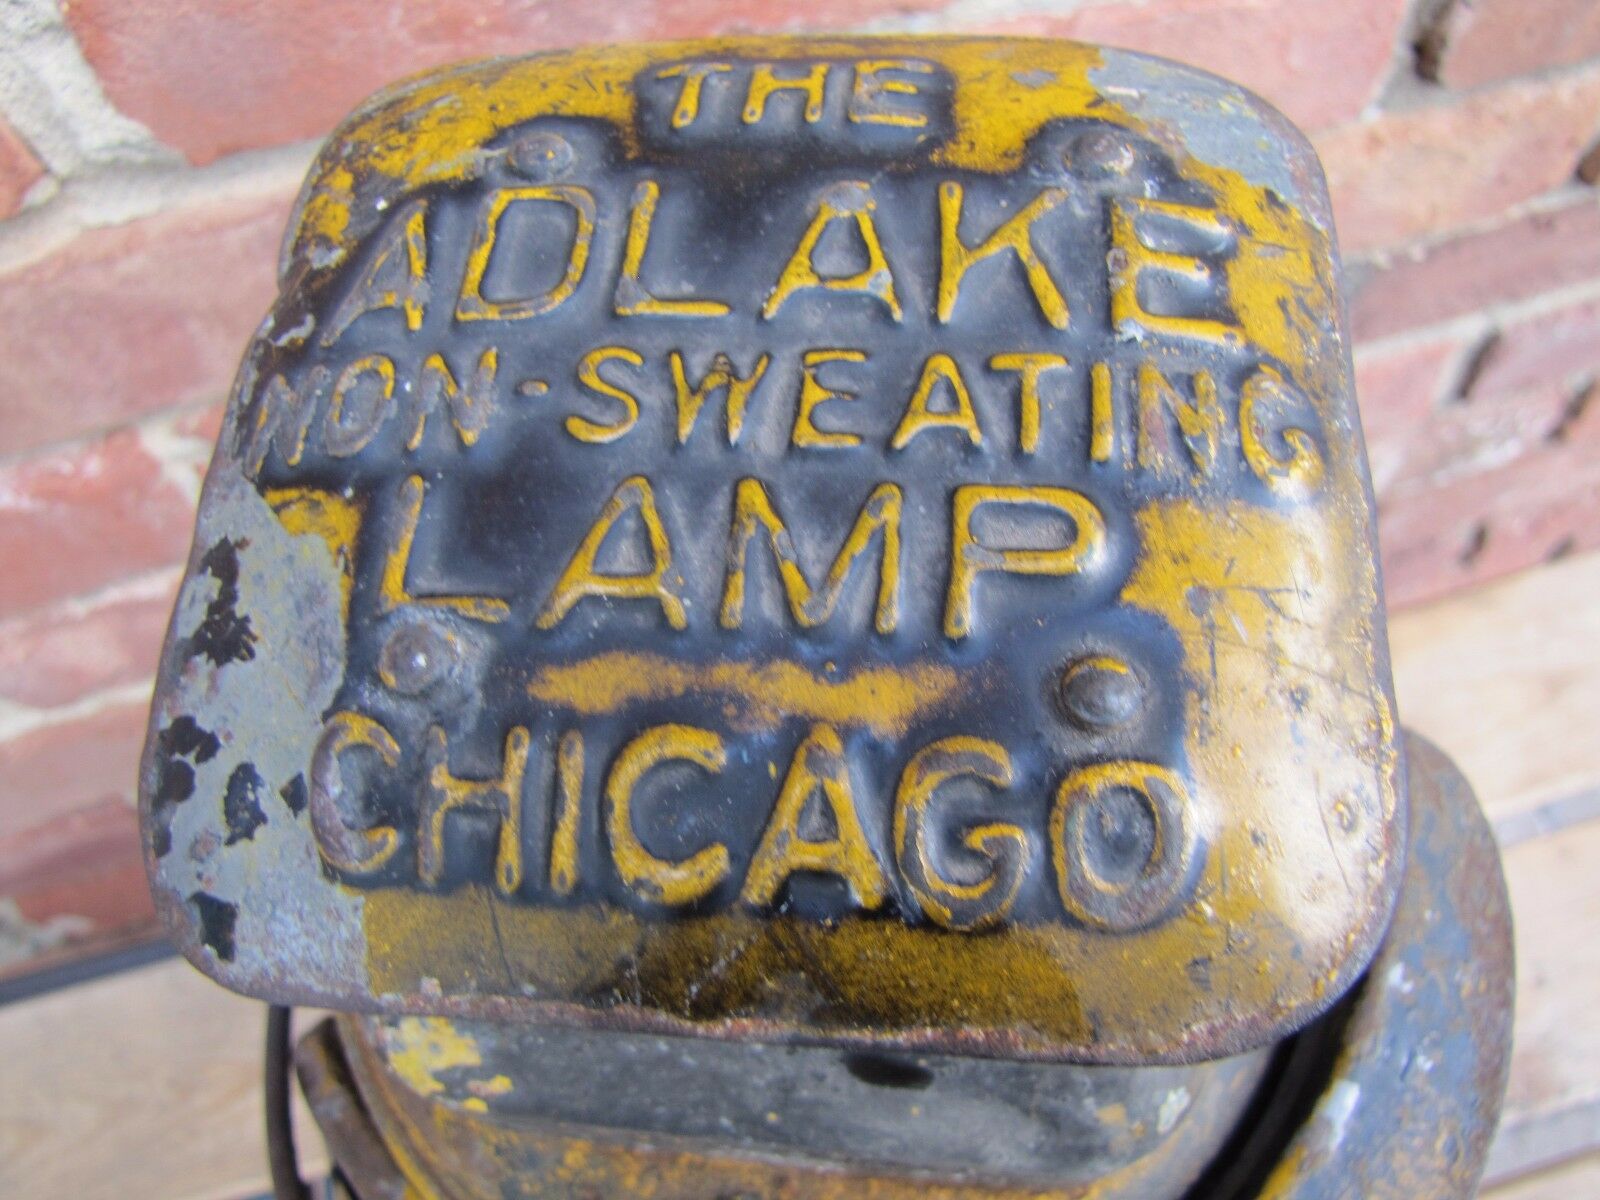 THE
ADLAKE
NON-SWEATING
LAMP
CHICAGO